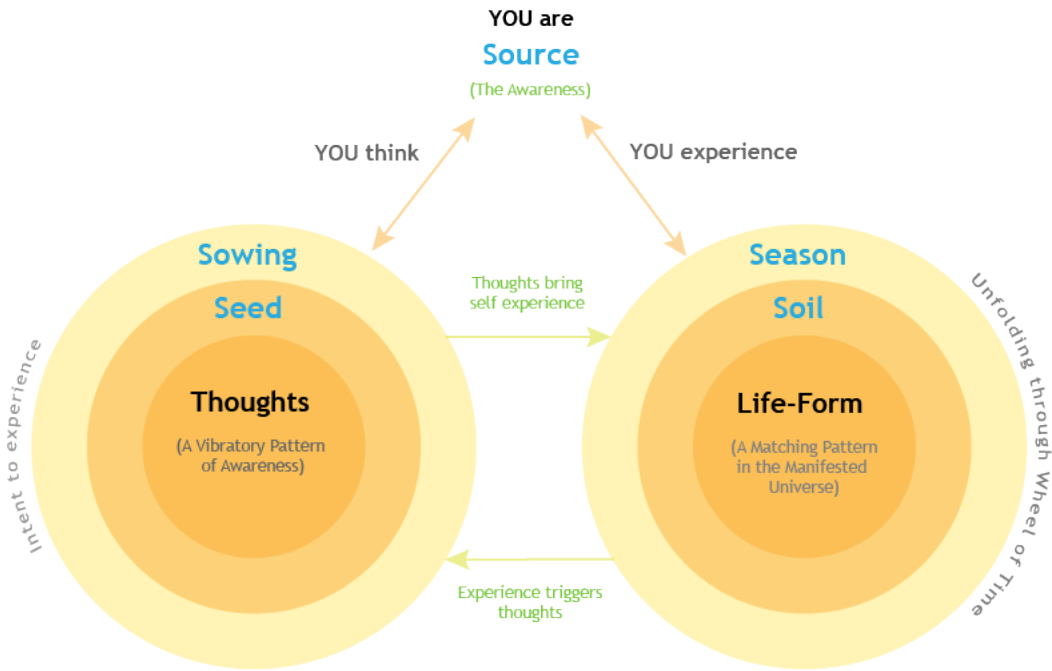 YOU are
Source
(The Awareness)
YOU think
YOU experience
Sowing
Seed
Thoughts
(A Vibratory Pattern
of Awareness)
Intent to experience
Thoughts bring
self experience
Experience triggers
thoughts
Season
Soil
Life-Form
(A Matching Pattern
in the Manifested
Universe)
Unfolding through Wheel of Time